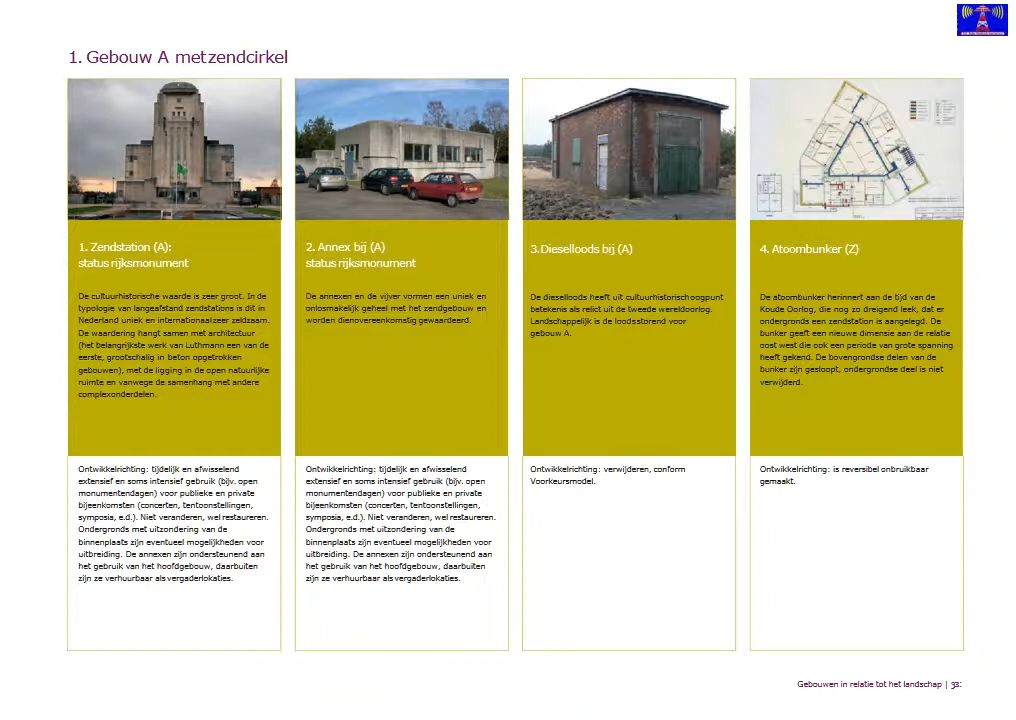 1. Gebouw A metzendcirkel
1. Zendstation (A):
status rijksmonument
De cultuurhistorische waarde is zeer groot. In de
typologie van langeafstand zendstations is dit in
Nederland uniek en internationaal zeer zeldzaam.
De waardering hangt samen met architectuur
(het belangrijkste werk van Luthmann een van de
eerste, grootschalig in beton opgetrokken
gebouwen), met de ligging in de open natuurlijke
ruimte en vanwege de samenhang met andere
complexonderdelen.
Ontwikkelrichting: tijdelijk en afwisselend
extensief en soms intensief gebruik (bijv. open
monumentendagen) voor publieke en private
bijeenkomsten (concerten, tentoonstellingen,
symposia, e.d.). Niet veranderen, wel restaureren.
Ondergronds met uitzondering van de
binnenplaats zijn eventueel mogelijkheden voor
uitbreiding. De annexen zijn ondersteunend aan
het gebruik van het hoofdgebouw, daarbuiten
zijn ze verhuurbaar als vergaderlokaties.
2. Annex bij (A)
status rijksmonument
De annexen en de vijver vormen een uniek en
onlosmakelijk geheel met het zendgebouw en
worden dienovereenkomstig gewaardeerd.
Ontwikkelrichting: tijdelijk en afwisselend
extensief en soms intensief gebruik (bijv. open
monumentendagen) voor publieke en private
bijeenkomsten (concerten, tentoonstellingen,
symposia, e.d.). Niet veranderen, wel restaureren.
Ondergronds met uitzondering van de
binnenplaats zijn eventueel mogelijkheden voor
uitbreiding. De annexen zijn ondersteunend aan
het gebruik van het hoofdgebouw, daarbuiten
zijn ze verhuurbaar als vergaderlokaties.
3.Dieselloods bij (A)
De dieselloods heeft uit cultuurhistorisch oogpunt
betekenis als relict uit de tweede wereldoorlog.
Landschappelijk is de loods storend voor
gebouw A.
Ontwikkelrichting: verwijderen, conform
Voorkeursmodel.
4. Atoombunker (Z)
De atoombunker herinnert aan de tijd van de
Koude Oorlog, die nog zo dreigend leek, dat er
ondergronds een zendstation is aangelegd. De
bunker geeft een nieuwe dimensie aan de relatie
oost west die ook een periode van grote spanning
heeft gekend. De bovengrondse delen van de
bunker zijn gesloopt, ondergrondse deel is niet
verwijderd.
Ontwikkelrichting: is reversibel onbruikbaar
gemaakt.
Gebouwen in relatie tot het landschap |